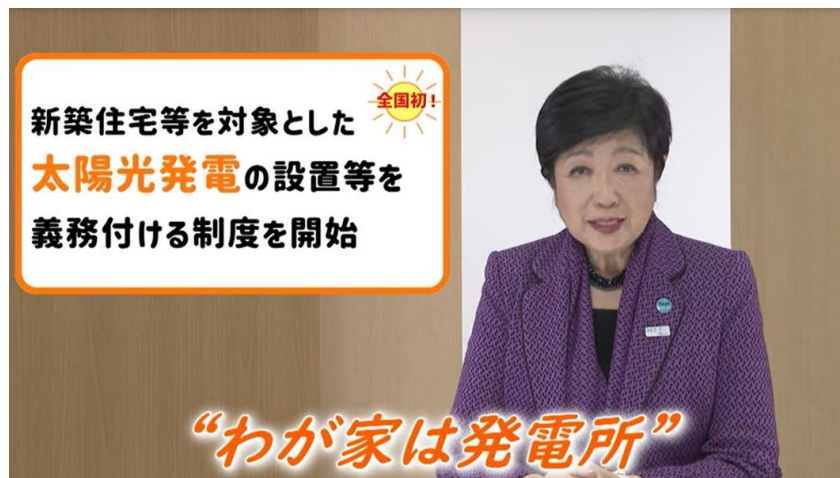 全国初!
新築住宅等を対象とした
太陽光発電の設置等を
義務付ける制度を開始
“わが家は発電所”